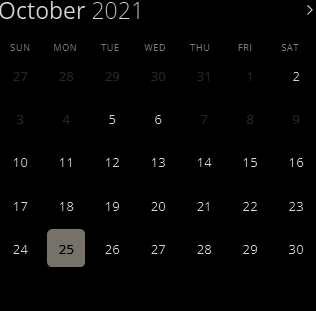 October 2021
SUN MON TUE WED THU FRI SAT
27 28 29 30 31 1 2
3 4 5 6 7 8 9
10 11 12 13 14 15 16
17 18 19 20 21 22 23
24 25 26 27 28 29 30